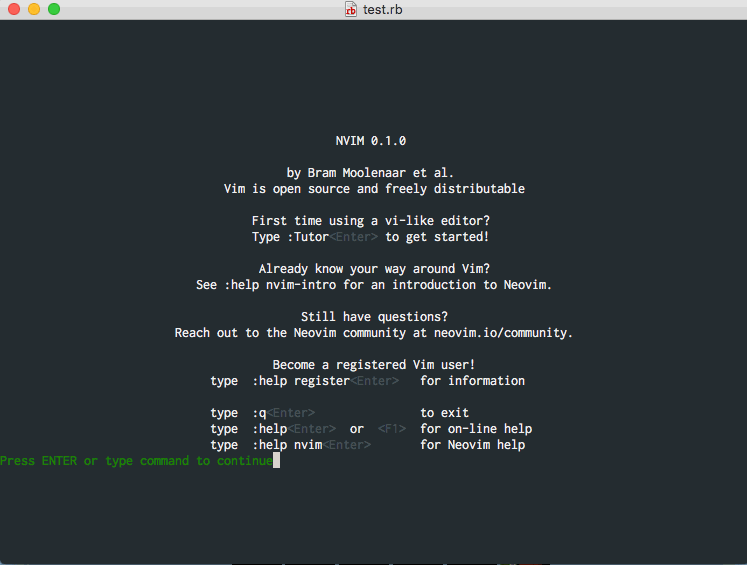 test.rb
NVIM 0.1.0
by Bram Moolenaar et al.
Vim is open source and freely distributable
First time using a vi-like editor?
Type :Tutor<Enter> to get started!
Already know your way around Vim?
See :help nvim-intro for an introduction to Neovim.
Still have questions?
Reach out to the Neovim community at neovim.io/community.
Become a registered Vim user!
type :help register<Enter> for information
type :q<Enter> to exit
type :help<Enter> or <F1> for on-line help
type :help nvim<Enter> for Neovim help
Press ENTER or type command to continue